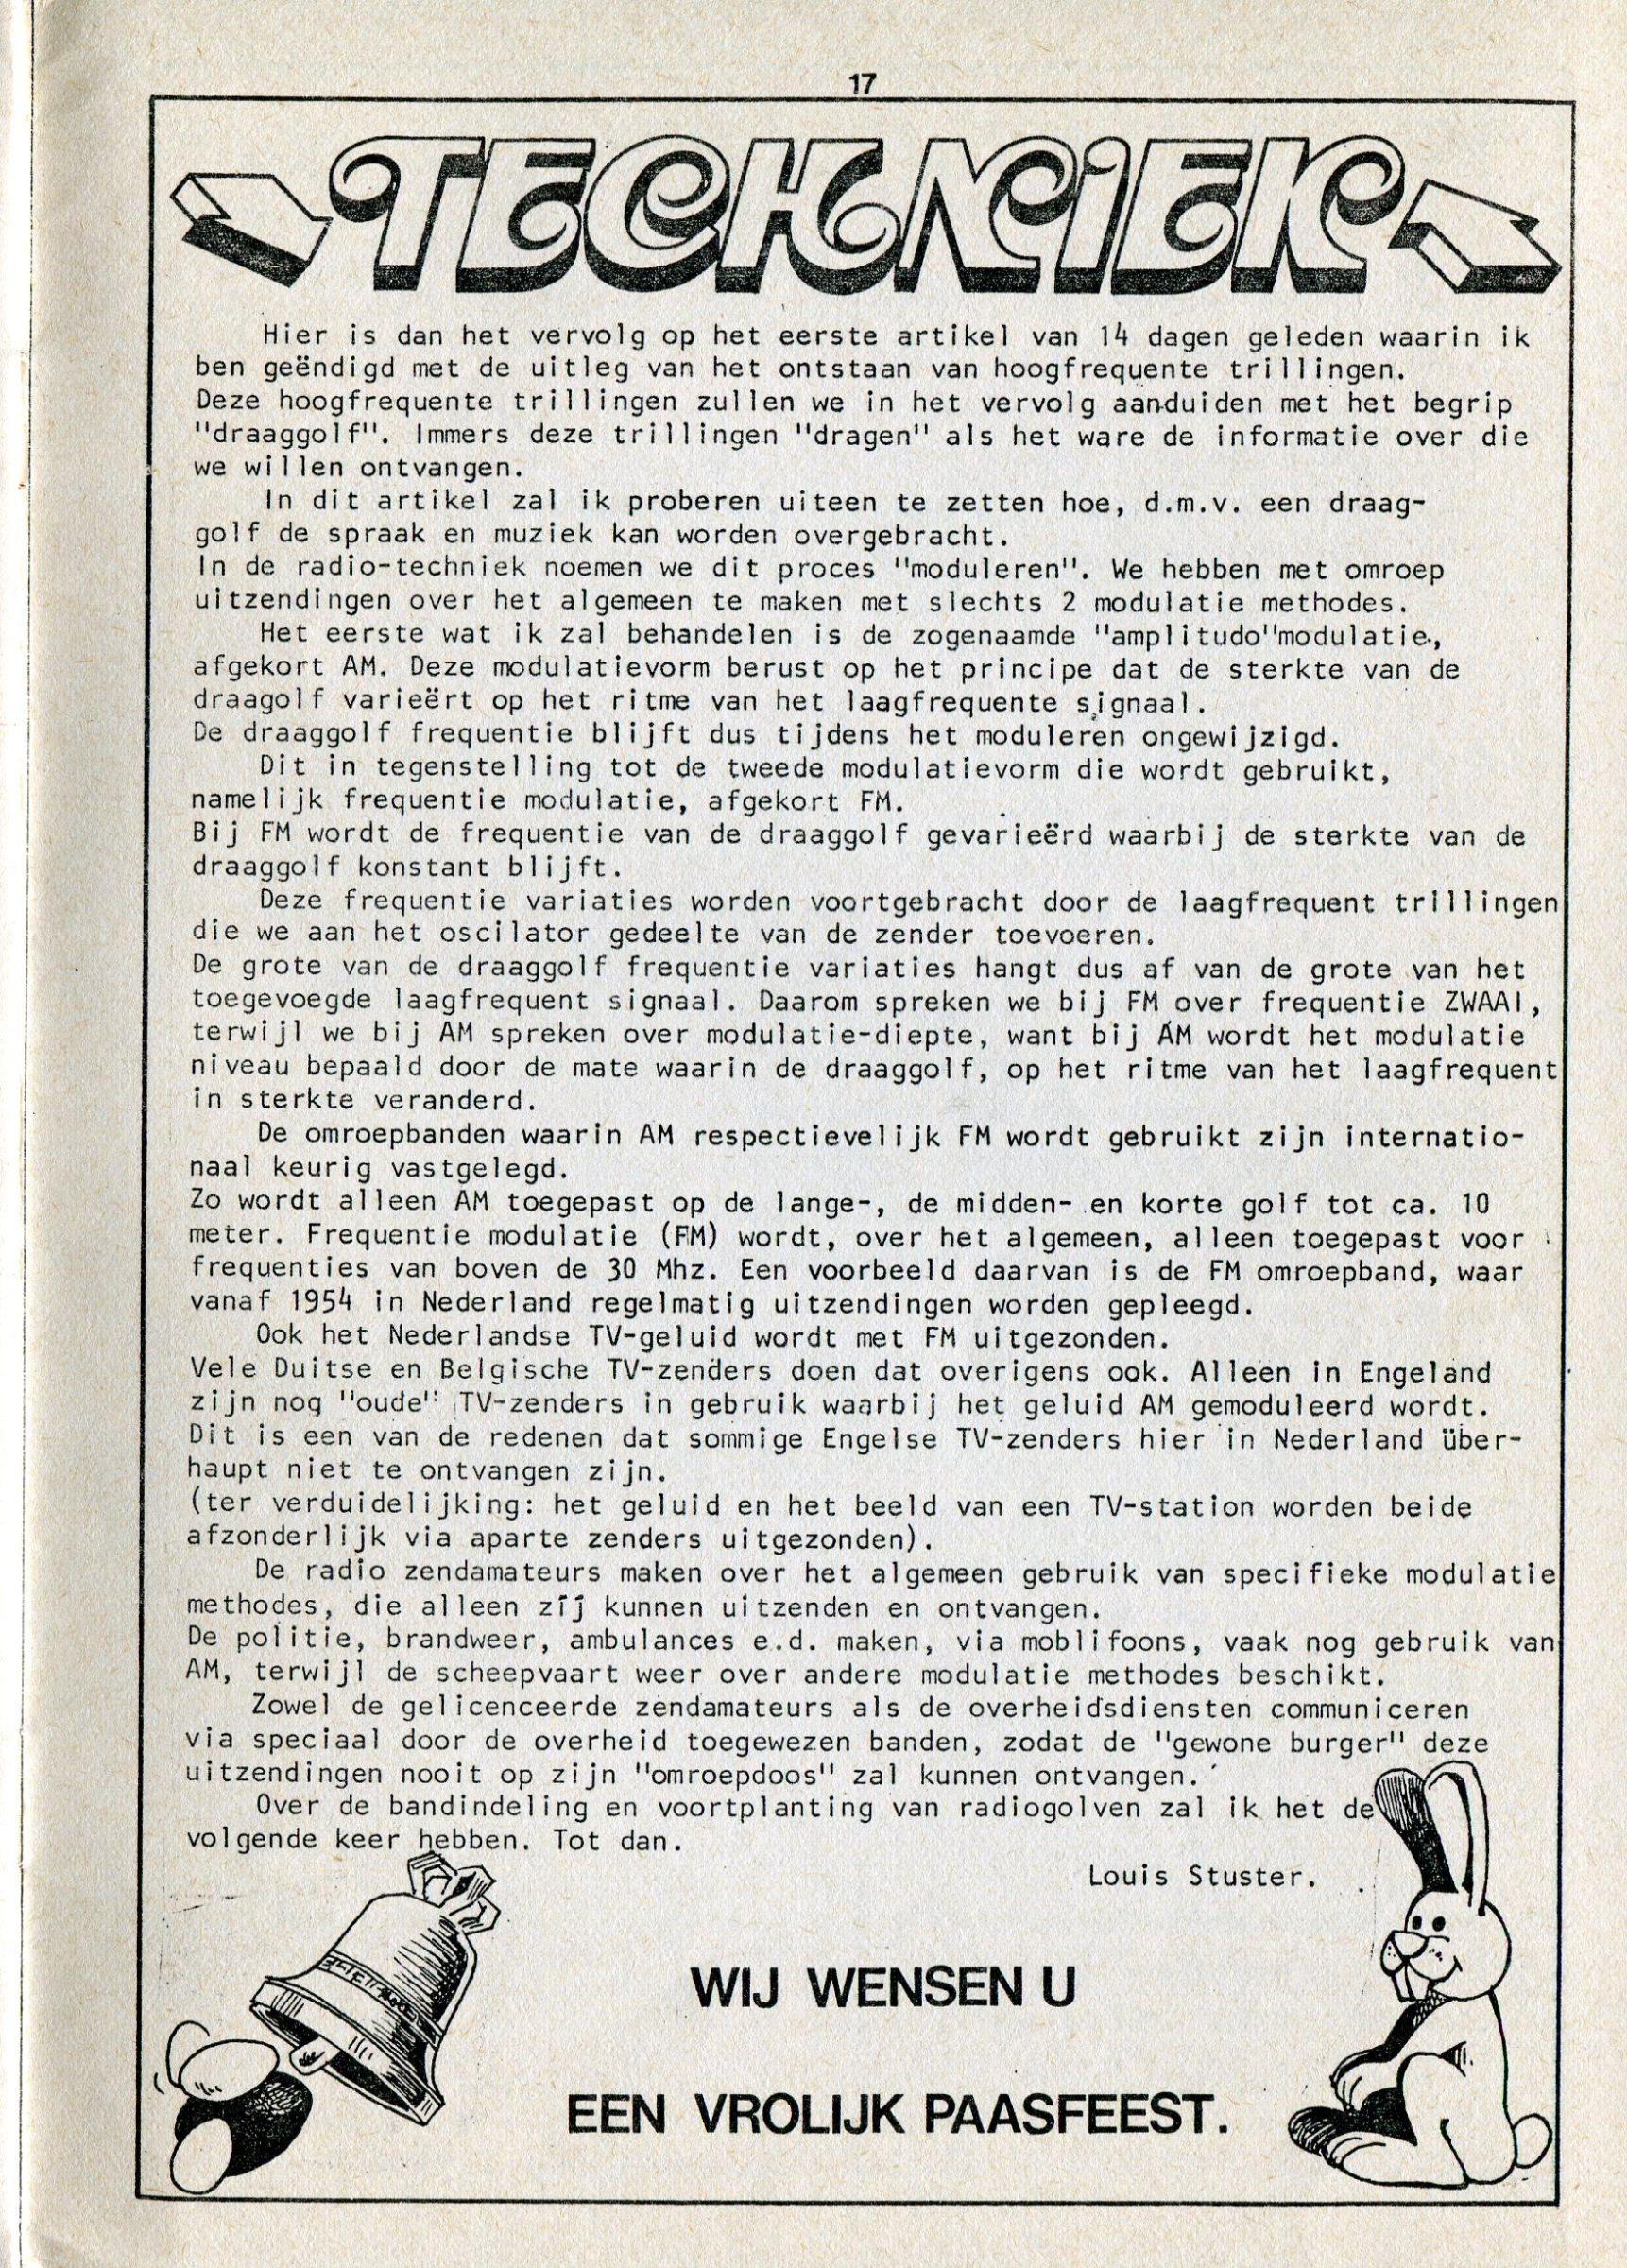 17
TECHNIEK
Hier is dan het vervolg op het eerste artikel van 14 dagen geleden waarin ik
ben geëndigd met de uitleg van het ontstaan van hoogfrequente trillingen.
Deze hoogfrequente trillingen zullen we in het vervolg aanduiden met het begrip
"draaggolf". Immers deze trillingen "dragen" als het ware de informatie over die
we willen ontvangen.
In dit artikel zal ik proberen uiteen te zetten hoe, d.m.v. een draag-
golf de spraak en muziek kan worden overgebracht.
In de radio-techniek noemen we dit proces "moduleren". We hebben met omroep
uitzendingen over het algemeen te maken met slechts 2 modulatie methodes.
Het eerste wat ik zal behandelen is de zogenaamde "amplitudo"modulatie,
afgekort AM. Deze modulatievorm berust op het principe dat de sterkte van de
draagolf varieërt op het ritme van het laagfrequente signaal.
De draaggolf frequentie blijft dus tijdens het moduleren ongewijzigd.
Dit in tegenstelling tot de tweede modulatievorm die wordt gebruikt,
namelijk frequentie modulatie, afgekort FM.
Bij FM wordt de frequentie van de draaggolf gevarieërd waarbij de sterkte van de
draaggolf konstant blijft.
Deze frequentie variaties worden voortgebracht door de laagfrequent trillingen
die we aan het oscilator gedeelte van de zender toevoeren.
De grote van de draaggolf frequentie variaties hangt dus af van de grote van het
toegevoegde laagfrequent signaal. Daarom spreken we bij FM over frequentie ZWAAI,
terwijl we bij AM spreken over modulatie-diepte, want bij AM wordt het modulatie
niveau bepaald door de mate waarin de draaggolf, op het ritme van het laagfrequent
in sterkte veranderd.
De omroepbanden waarin AM respectievelijk FM wordt gebruikt zijn internatio-
naal keurig vastgelegd.
Zo wordt alleen AM toegepast op de lange-, de midden- en korte golf tot ca. 10
meter. Frequentie modulatie (FM) wordt, over het algemeen, alleen toegepast voor
frequenties van boven de 30 Mhz. Een voorbeeld daarvan is de FM omroepband, waar
vanaf 1954 in Nederland regelmatig uitzendingen worden gepleegd.
Ook het Nederlandse TV-geluid wordt met FM uitgezonden.
Vele Duitse en Belgische TV-zenders doen dat overigens ook. Alleen in Engeland
zijn nog "oude" TV-zenders in gebruik waarbij het geluid AM gemoduleerd wordt.
Dit is een van de redenen dat sommige Engelse TV-zenders hier in Nederland über-
haupt niet te ontvangen zijn.
(ter verduidelijking: het geluid en het beeld van een TV-station worden beide
afzonderlijk via aparte zenders uitgezonden).
De radio zendamateurs maken over het algemeen gebruik van specifieke modulatie
methodes, die alleen zij kunnen uitzenden en ontvangen.
De politie, brandweer, ambulances e.d. maken, via moblifoons, vaak nog gebruik van
AM, terwijl de scheepvaart weer over andere modulatie methodes beschikt.
Zowel de gelicenceerde zendamateurs als de overheidsdiensten communiceren
via speciaal door de overheid toegewezen banden, zodat de "gewone burger" deze
uitzendingen nooit op zijn "omroepdoos" zal kunnen ontvangen.
Over de bandindeling en voortplanting van radiogolven zal ik het de
volgende keer hebben. Tot dan.
Louis Stuster.
WIJ WENSEN U
EEN VROLIJK PAASFEEST.